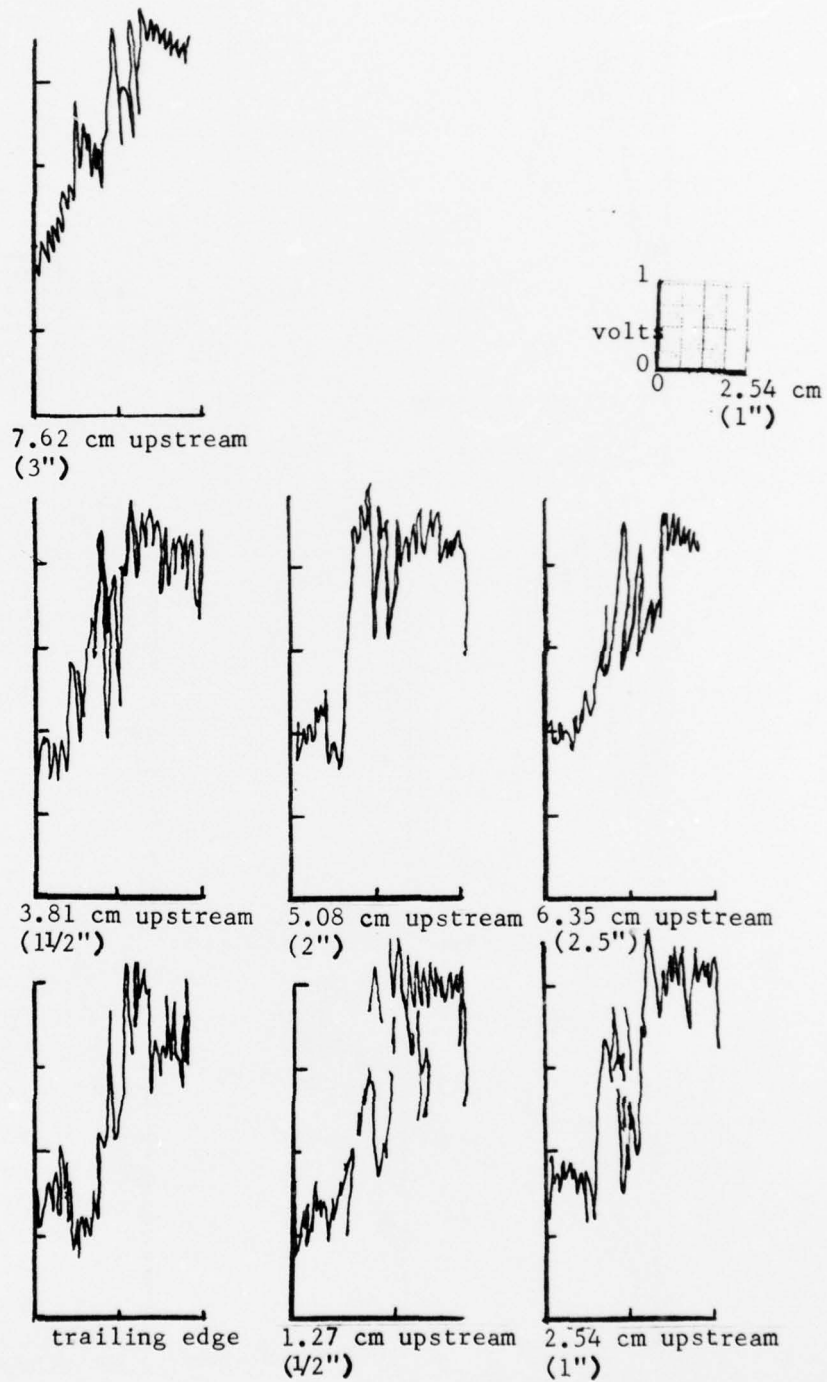 1
volts
0
0 2.54 cm
(1")
7.62 cm upstream
(3")
3.81 cm upstream
(1 1/2")
5.08 cm upstream
(2")
6.35 cm upstream
(2.5")
trailing edge
1.27 cm upstream
(1/2")
2.54 cm upstream
(1")